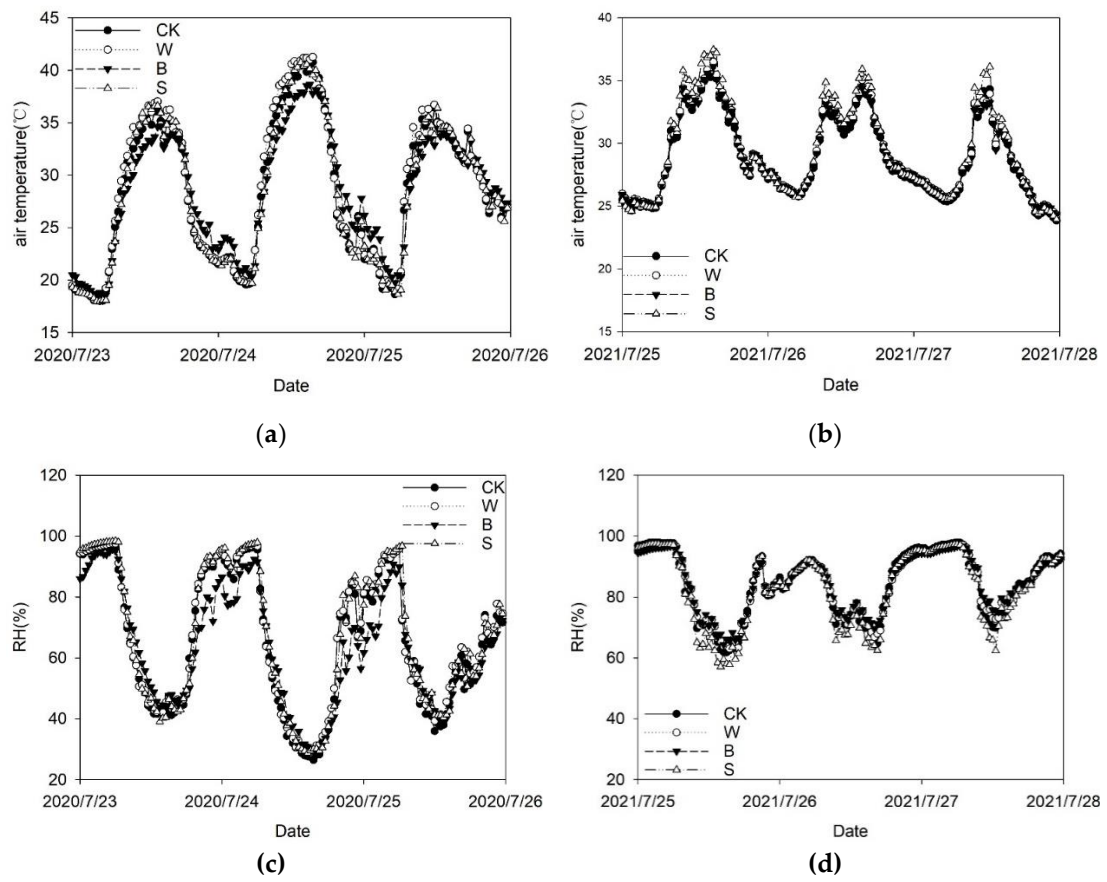 45
40
35
30
25
20
15
air temperature(℃)
CK
W
B
S
2020/7/23
2020/7/24
2020/7/25
2020/7/26
Date
(a)
40
35
30
25
20
15
air temperature(℃)
CK
W
B
S
2021/7/25
2021/7/26
2021/7/27
2021/7/28
Date
(b)
120
100
80
60
40
20
RH(%)
CK
W
B
S
2020/7/23
2020/7/24
2020/7/25
2020/7/26
Date
(c)
120
100
80
60
40
20
RH(%)
CK
W
B
S
2021/7/25
2021/7/26
2021/7/27
2021/7/28
Date
(d)